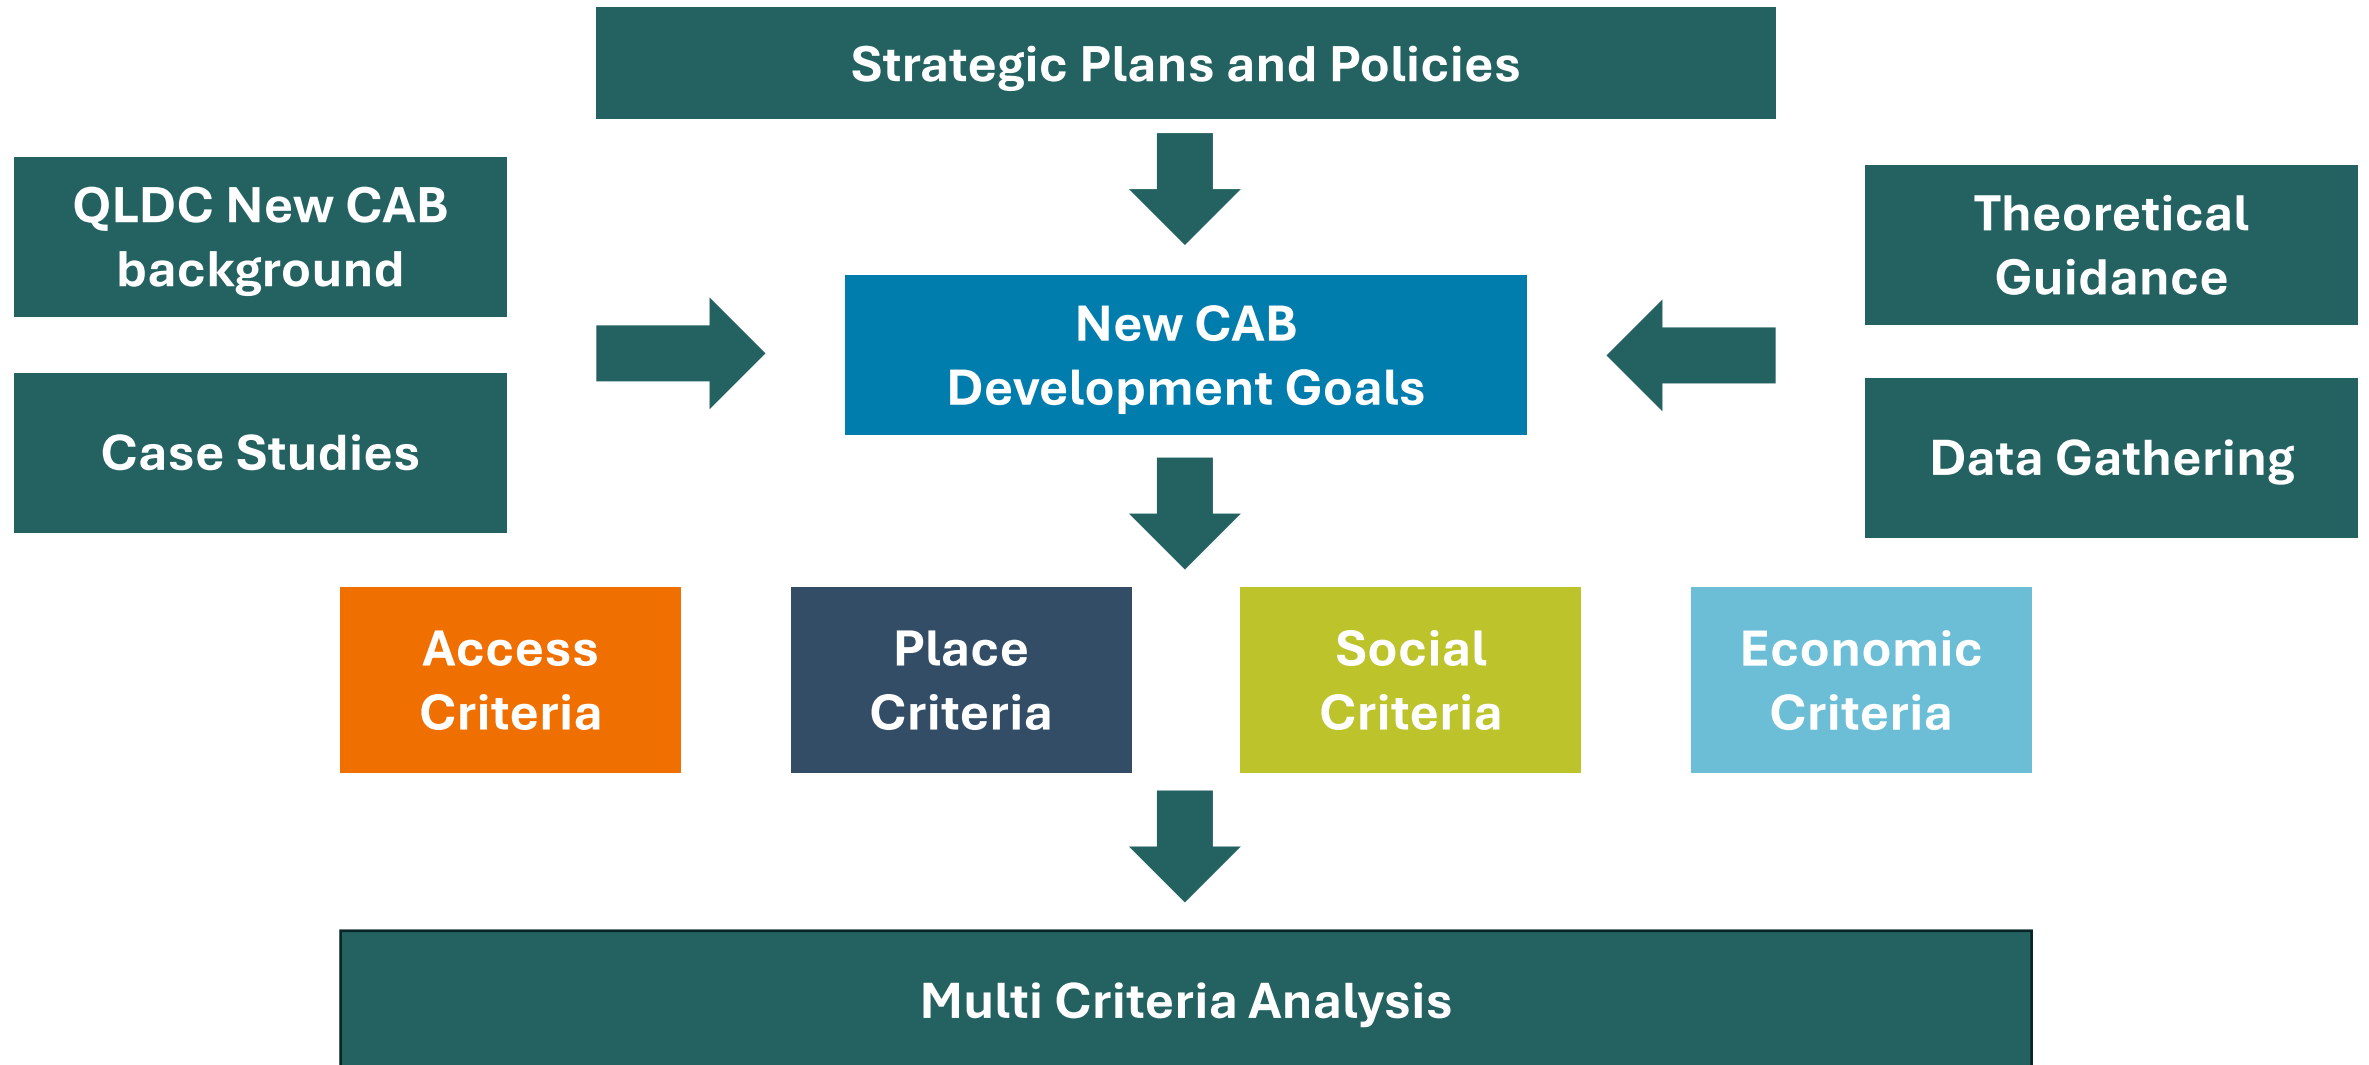 Strategic Plans and Policies
QLDC New CAB
background
Case Studies
Theoretical
Guidance
Data Gathering
New CAB
Development Goals
Access
Criteria
Place
Criteria
Social
Criteria
Economic
Criteria
Multi Criteria Analysis